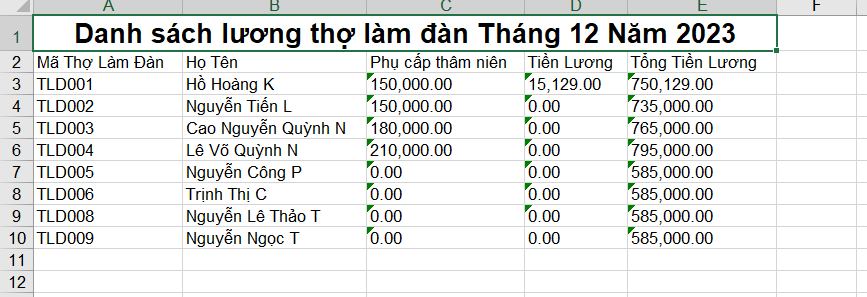 A B C D E F
1 Danh sách lương thợ làm đàn Tháng 12 Năm 2023
2 Mã Thợ Làm Đàn Họ Tên Phụ cấp thâm niên Tiền Lương Tổng Tiền Lương
3 TLD001 Hồ Hoàng K 150,000.00 15,129.00 750,129.00
4 TLD002 Nguyễn Tiến L 150,000.00 0.00 735,000.00
5 TLD003 Cao Nguyễn Quỳnh N 180,000.00 0.00 765,000.00
6 TLD004 Lê Võ Quỳnh N 210,000.00 0.00 795,000.00
7 TLD005 Nguyễn Công P 0.00 0.00 585,000.00
8 TLD006 Trịnh Thị C 0.00 0.00 585,000.00
9 TLD008 Nguyễn Lê Thảo T 0.00 0.00 585,000.00
10 TLD009 Nguyễn Ngọc T 0.00 0.00 585,000.00
11
12